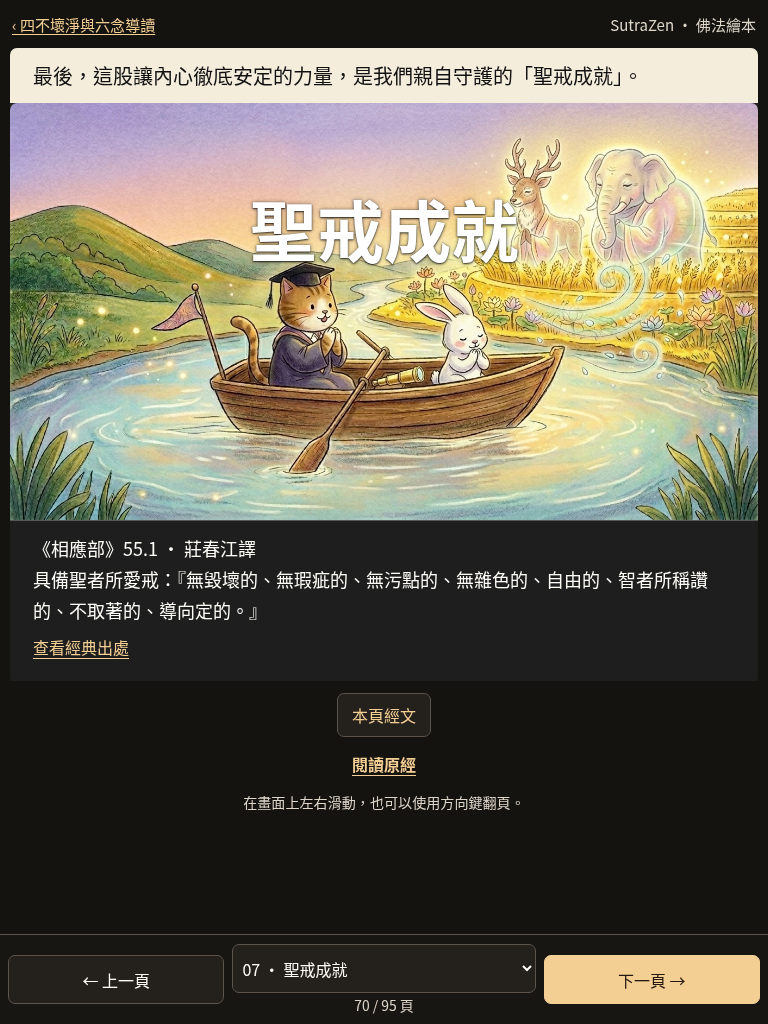 ‹ 四不壞淨與六念導讀
SutraZen · 佛法繪本
最後，這股讓內心徹底安定的力量，是我們親自守護的「聖戒成就」。
聖戒成就
《相應部》55.1 · 莊春江譯
具備聖者所愛戒：『無毀壞的、無瑕疵的、無污點的、無雜色的、自由的、智者所稱讚
的、不取著的、導向定的。』
查看經典出處
本頁經文
閱讀原經
在畫面上左右滑動，也可以使用方向鍵翻頁。
← 上一頁
07 · 聖戒成就
下一頁 →
70 / 95 頁